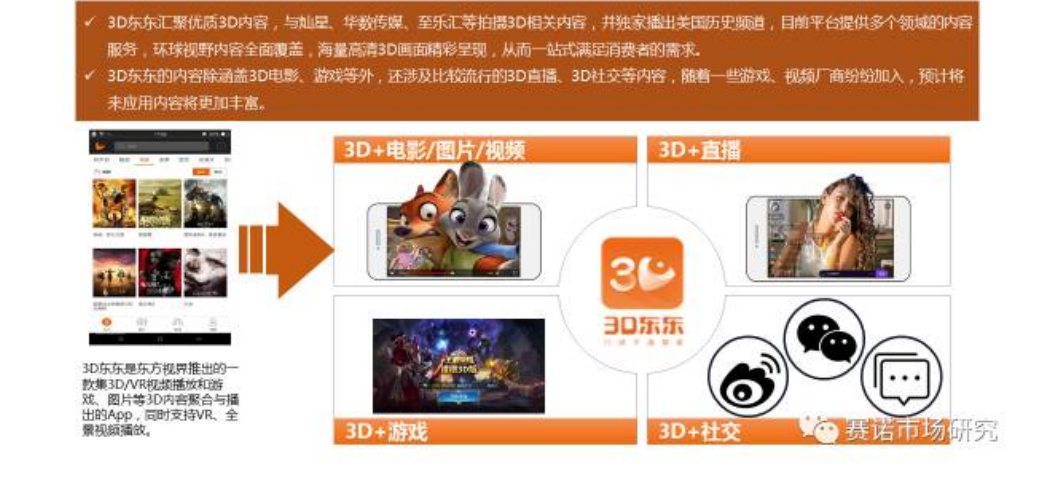 ✓ 3D东东汇聚优质3D内容，与灿星、华数传媒、至乐汇等拍摄3D相关内容，并独家播出美国历史频道，目前平台提供多个领域的内容
服务，环球视野内容全面覆盖，海量高清3D画面精彩呈现，从而一站式满足消费者的需求。
✓ 3D东东的内容除涵盖3D电影、游戏等外，还涉及比较流行的3D直播、3D社交等内容，随着一些游戏、视频厂商纷纷加入，预计将
未来应用内容将更加丰富。
3D+电影/图片/视频
3D+直播
3D东东
3D东东是东方视界推出的一
款集3D/VR视频播放和游
戏、图片等3D内容聚合与播
出的App，同时支持VR、全
景视频播放。
3D+游戏
3D+社交
赛诺市场研究